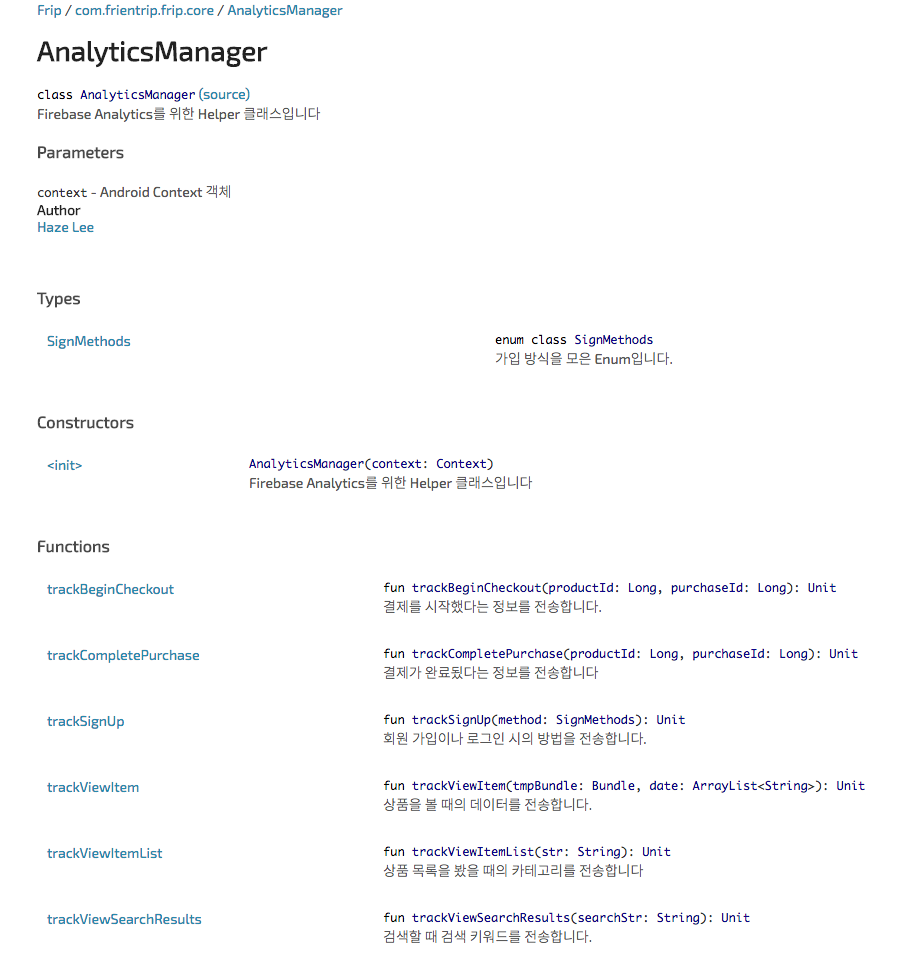 Frip / com.frientrip.frip.core / AnalyticsManager
AnalyticsManager
class AnalyticsManager (source)
Firebase Analytics를 위한 Helper 클래스입니다
Parameters
context - Android Context 객체
Author
Haze Lee
Types
SignMethods enum class SignMethods
가입 방식을 모은 Enum입니다.
Constructors
<init> AnalyticsManager(context: Context)
Firebase Analytics를 위한 Helper 클래스입니다
Functions
trackBeginCheckout fun trackBeginCheckout(productId: Long, purchaseId: Long): Unit
결제를 시작했다는 정보를 전송합니다.
trackCompletePurchase fun trackCompletePurchase(productId: Long, purchaseId: Long): Unit
결제가 완료됬다는 정보를 전송합니다
trackSignUp fun trackSignUp(method: SignMethods): Unit
회원 가입이나 로그인 시의 방법을 전송합니다.
trackViewItem fun trackViewItem(tmpBundle: Bundle, date: ArrayList<String>): Unit
상품을 볼 때의 데이터를 전송합니다.
trackViewItemList fun trackViewItemList(str: String): Unit
상품 목록을 봤을 때의 카테고리를 전송합니다
trackViewSearchResults fun trackViewSearchResults(searchStr: String): Unit
검색할 때 검색 키워드를 전송합니다.